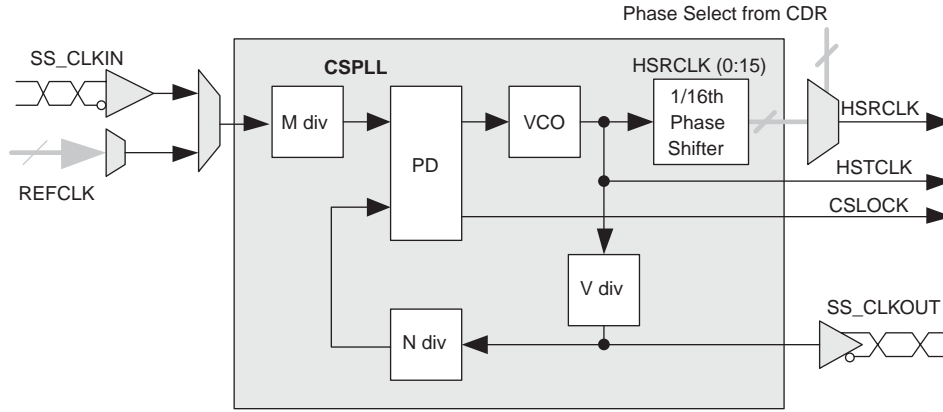 Phase Select from CDR
SS_CLKIN
CSPLL
HSRCLK (0:15)
M div
PD
VCO
1/16th
Phase
Shifter
HSRCLK
REFCLK
HSTCLK
CSLOCK
V div
SS_CLKOUT
N div